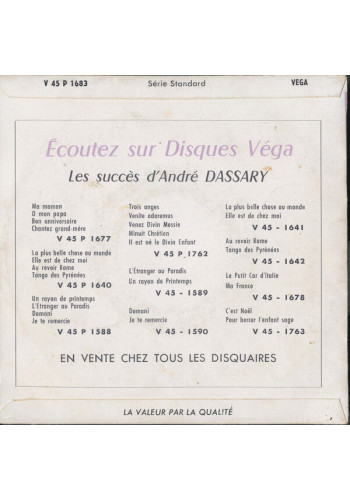 V 45 P 1683
Série Standard
VEGA
Écoutez sur Disques Véga
Les succès d'André DASSARY
Ma maman
O mon papa
Bon anniversaire
Chantez grand-mère
V 45 P 1677
La plus belle chose au monde
Elle est de chez moi
Au revoir Rome
Tango des Pyrénées
V 45 P 1640
Un rayon de printemps
L'Étranger au Paradis
Domani
Je te remercie
V 45 P 1588
Trois anges
Venite adoremus
Venez Divin Messie
Minuit Chrétien
Il est né le Divin Enfant
V 45 P 1762
L'Étranger au Paradis
Un rayon de Printemps
V 45 - 1589
Domani
Je te remercie
V 45 - 1590
La plus belle chose au monde
Elle est de chez moi
V 45 - 1641
Au revoir Rome
Tango des Pyrénées
V 45 - 1642
Le Petit Car d'Italie
Ma France
V 45 - 1678
C'est Noël
Pour bercer l'enfant sage
V 45 - 1763
EN VENTE CHEZ TOUS LES DISQUAIRES
LA VALEUR PAR LA QUALITÉ